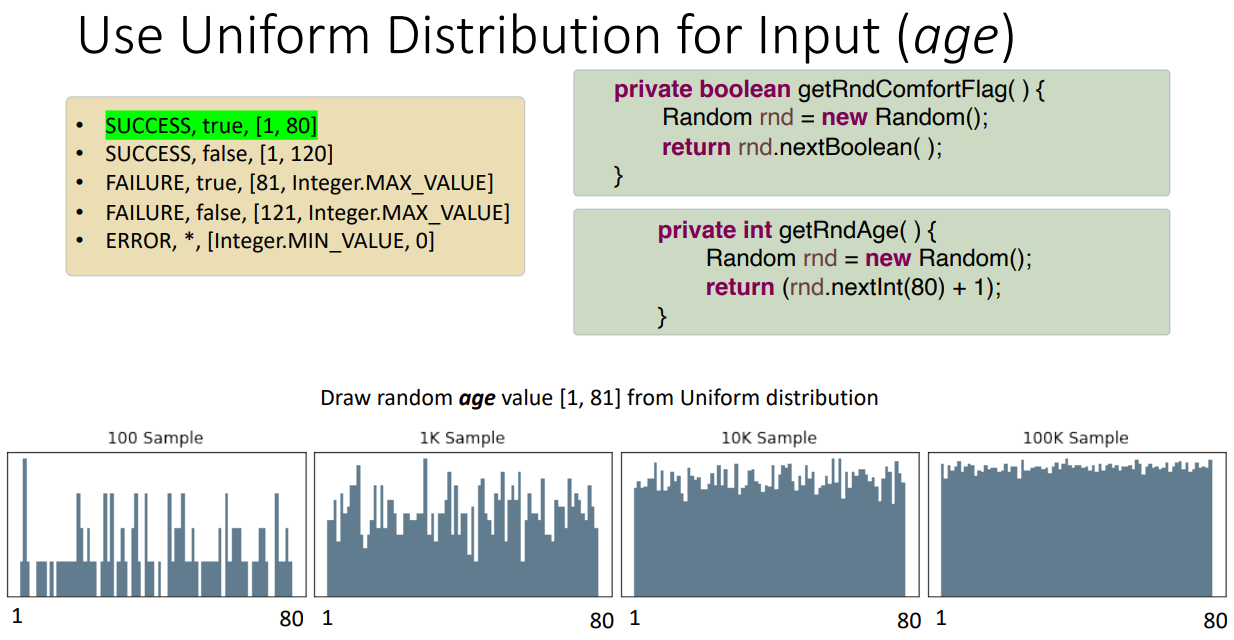 Use Uniform Distribution for Input (age)
• SUCCESS, true, [1, 80]
• SUCCESS, false, [1, 120]
• FAILURE, true, [81, Integer.MAX_VALUE]
• FAILURE, false, [121, Integer.MAX_VALUE]
• ERROR, *, [Integer.MIN_VALUE, 0]
private boolean getRndComfortFlag( ) {
Random rnd = new Random();
return rnd.nextBoolean( );
}
private int getRndAge( ) {
Random rnd = new Random();
return (rnd.nextInt(80) + 1);
}
Draw random age value [1, 81] from Uniform distribution
100 Sample
1 80
1K Sample
1 80
10K Sample
1 80
100K Sample
1 80